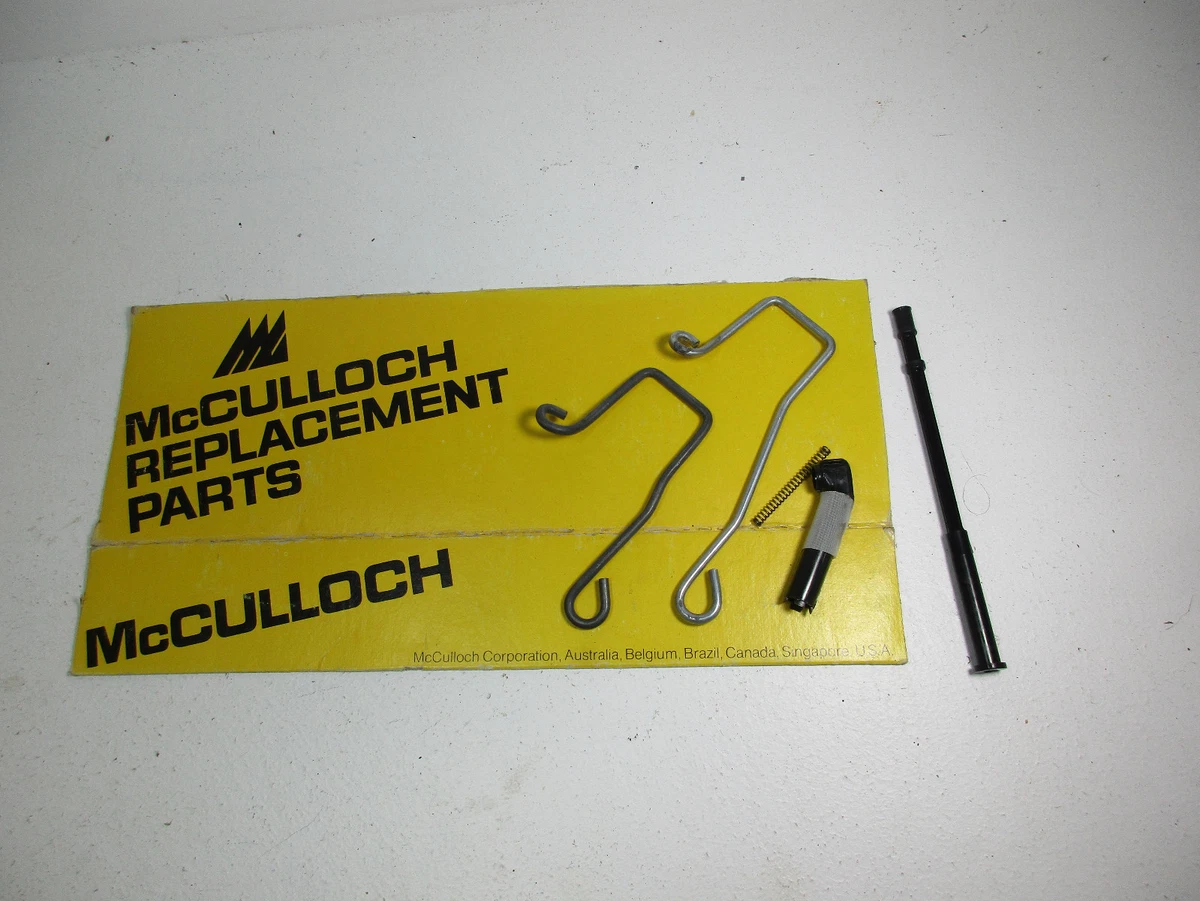 McCULLOCH
REPLACEMENT
PARTS
McCULLOCH
McCulloch Corporation, Australia, Belgium, Brazil, Canada, Singapore, U.S.A.